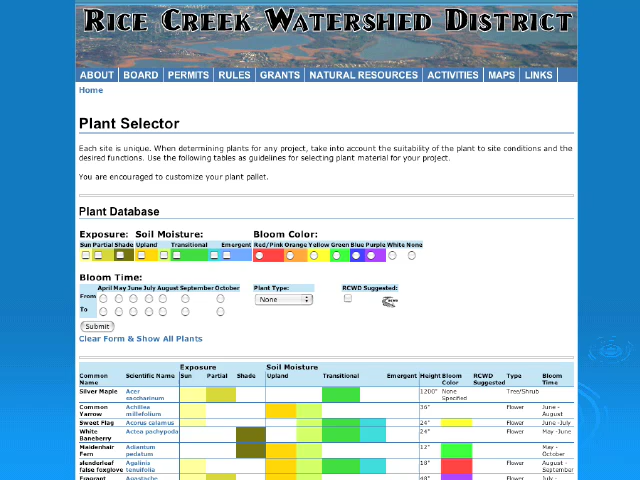 RICE CREEK WATERSHED DISTRICT
ABOUT BOARD PERMITS RULES GRANTS NATURAL RESOURCES ACTIVITIES MAPS LINKS
Home
Plant Selector
Each site is unique. When determining plants for any project, take into account the suitability of the plant to site conditions and the
desired functions. Use the following tables as guidelines for selecting plant material for your project.
You are encouraged to customize your plant pallet.
Plant Database
Exposure: Soil Moisture: Bloom Color:
Sun Partial Shade Upland Transitional Emergent Red/Pink Orange Yellow Green Blue Purple White None
Bloom Time:
April May June July August September October Plant Type: RCWD Suggested:
From None
To
Submit
Clear Form & Show All Plants
Exposure Soil Moisture
Common Name Scientific Name Sun Partial Shade Upland Transitional Emergent Height Bloom Color RCWD Suggested Type Bloom Time
Silver Maple Acer saccharinum 1200" None Specified Tree/Shrub
Common Yarrow Achillea millefolium 36" Flower June - August
Sweet Flag Acorus calamus 24" Flower June -July
White Baneberry Actea pachypoda 24" Flower May -June
Maidenhair Fern Adiantum pedatum 12" May - October
slenderleaf false foxglove Agalinia tenuifolia 18" Flower August - September
Fragrant Agastache 48" Flower July -